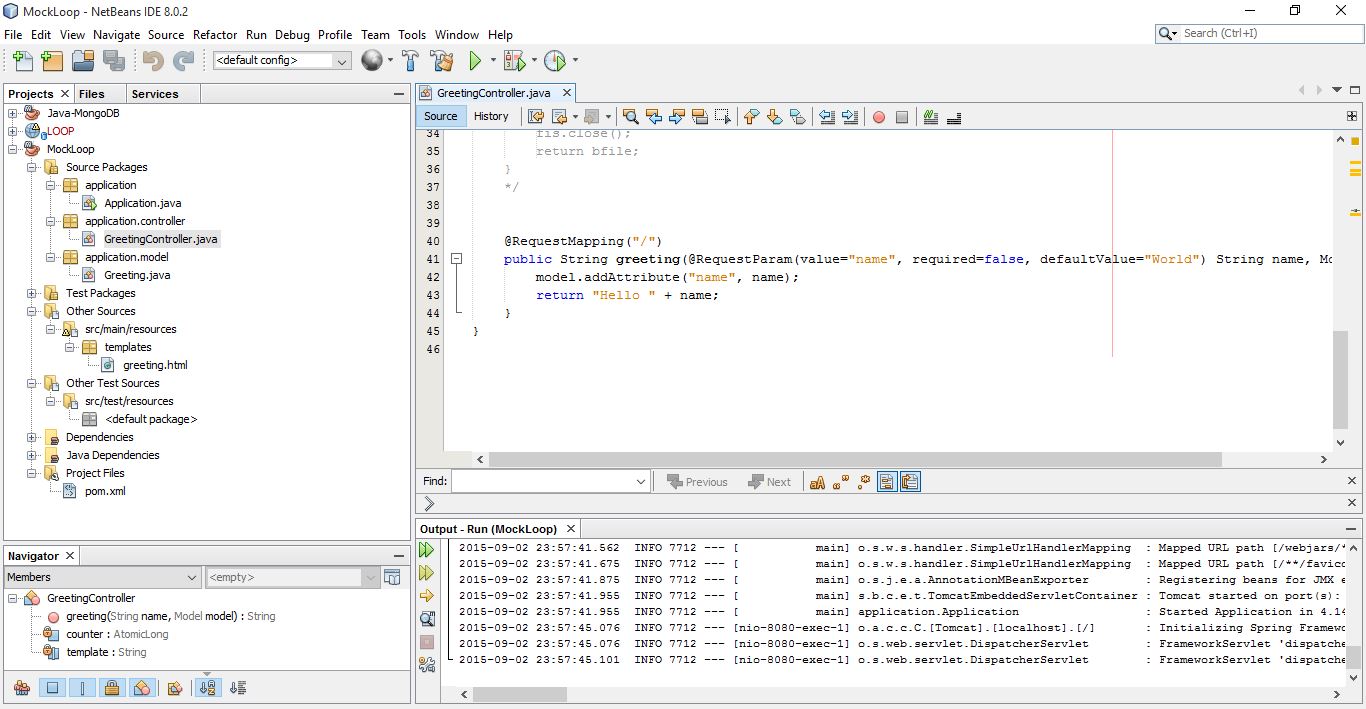 MockLoop - NetBeans IDE 8.0.2
File Edit View Navigate Source Refactor Run Debug Profile Team Tools Window Help
Search (Ctrl+I)
<default config>
Projects Files Services
Java-MongoDB
LOOP
MockLoop
Source Packages
application
Application.java
application.controller
GreetingController.java
application.model
Greeting.java
Test Packages
Other Sources
src/main/resources
templates
greeting.html
Other Test Sources
src/test/resources
<default package>
Dependencies
Java Dependencies
Project Files
pom.xml
Navigator
Members <empty>
GreetingController
greeting(String name, Model model) : String
counter : AtomicLong
template : String
GreetingController.java
Source History
34 fis.close();
35 return bfile;
36 }
37 */
38
39
40 @RequestMapping("/")
41 public String greeting(@RequestParam(value="name", required=false, defaultValue="World") String name, Mo
42 model.addAttribute("name", name);
43 return "Hello " + name;
44 }
45 }
46
Find: Previous Next
Output - Run (MockLoop)
2015-09-02 23:57:41.562 INFO 7712 --- [ main] o.s.w.s.handler.SimpleUrlHandlerMapping : Mapped URL path [/webjars/*
2015-09-02 23:57:41.675 INFO 7712 --- [ main] o.s.w.s.handler.SimpleUrlHandlerMapping : Mapped URL path [/**/favico
2015-09-02 23:57:41.875 INFO 7712 --- [ main] o.s.j.e.a.AnnotationMBeanExporter : Registering beans for JMX e
2015-09-02 23:57:41.955 INFO 7712 --- [ main] s.b.c.e.t.TomcatEmbeddedServletContainer : Tomcat started on port(s):
2015-09-02 23:57:41.955 INFO 7712 --- [ main] application.Application : Started Application in 4.14
2015-09-02 23:57:45.076 INFO 7712 --- [nio-8080-exec-1] o.a.c.c.C.[Tomcat].[localhost].[/] : Initializing Spring Framewo
2015-09-02 23:57:45.076 INFO 7712 --- [nio-8080-exec-1] o.s.web.servlet.DispatcherServlet : FrameworkServlet 'dispatche
2015-09-02 23:57:45.101 INFO 7712 --- [nio-8080-exec-1] o.s.web.servlet.DispatcherServlet : FrameworkServlet 'dispatche